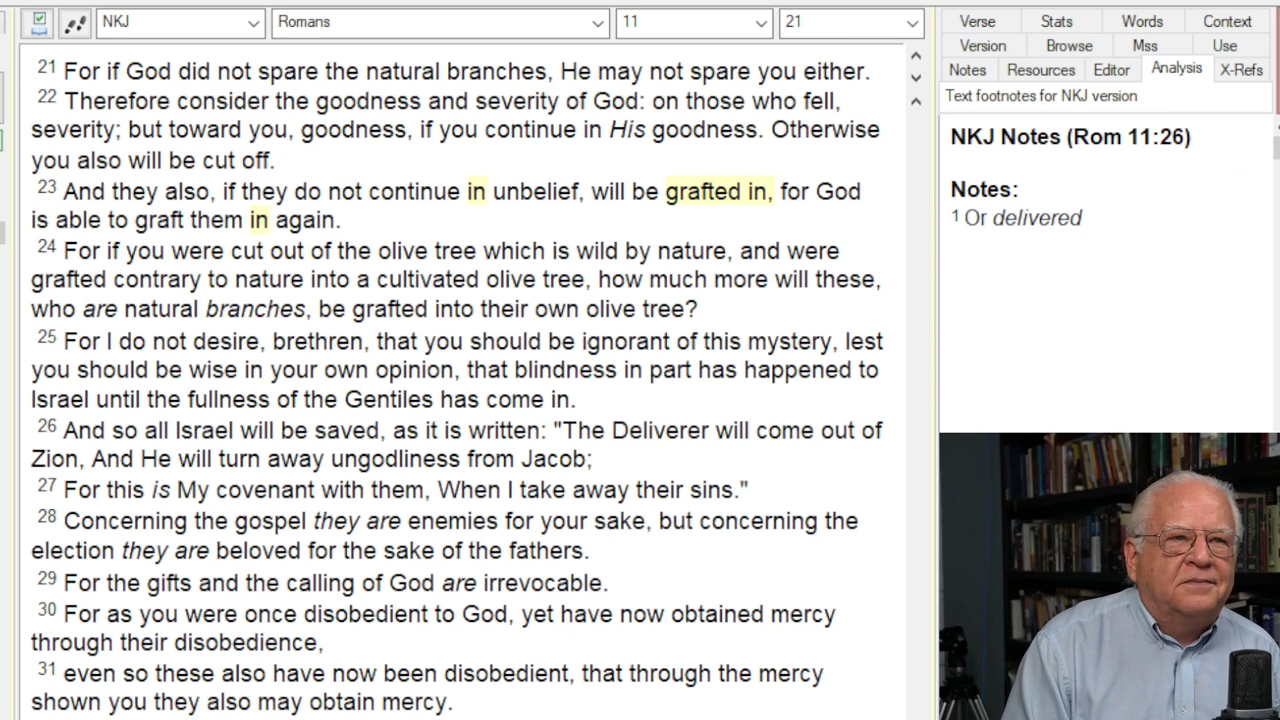 NKJ
Romans
11
21
21 For if God did not spare the natural branches, He may not spare you either.
22 Therefore consider the goodness and severity of God: on those who fell,
severity; but toward you, goodness, if you continue in His goodness. Otherwise
you also will be cut off.
23 And they also, if they do not continue in unbelief, will be grafted in, for God
is able to graft them in again.
24 For if you were cut out of the olive tree which is wild by nature, and were
grafted contrary to nature into a cultivated olive tree, how much more will these,
who are natural branches, be grafted into their own olive tree?
25 For I do not desire, brethren, that you should be ignorant of this mystery, lest
you should be wise in your own opinion, that blindness in part has happened to
Israel until the fullness of the Gentiles has come in.
26 And so all Israel will be saved, as it is written: "The Deliverer will come out of
Zion, And He will turn away ungodliness from Jacob;
27 For this is My covenant with them, When I take away their sins."
28 Concerning the gospel they are enemies for your sake, but concerning the
election they are beloved for the sake of the fathers.
29 For the gifts and the calling of God are irrevocable.
30 For as you were once disobedient to God, yet have now obtained mercy
through their disobedience,
31 even so these also have now been disobedient, that through the mercy
shown you they also may obtain mercy.
Verse Stats Words Context
Version Browse Mss Use
Notes Resources Editor Analysis X-Refs
Text footnotes for NKJ version
NKJ Notes (Rom 11:26)
Notes:
1 Or delivered